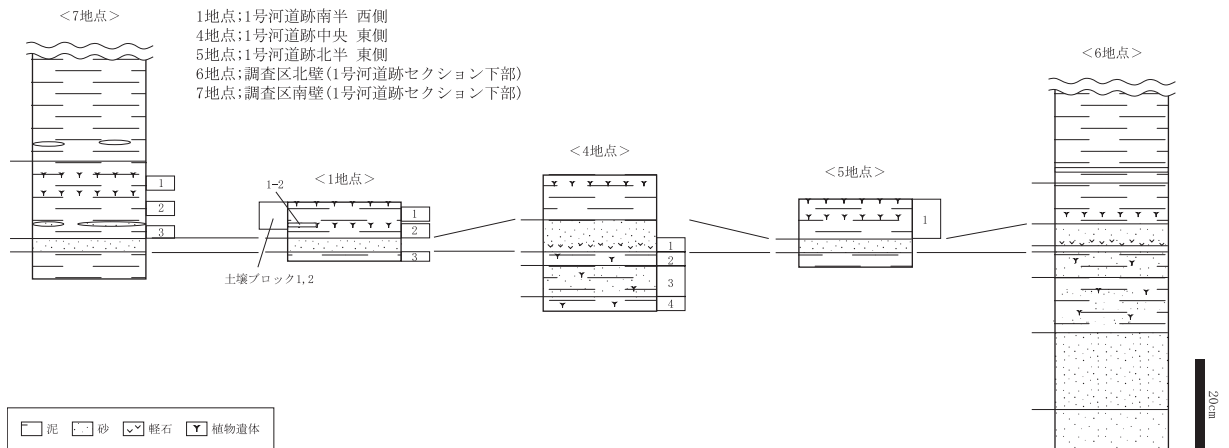 <7地点>
1地点;1号河道跡南半 西側
4地点;1号河道跡中央 東側
5地点;1号河道跡北半 東側
6地点;調査区北壁(1号河道跡セクション下部)
7地点;調査区南壁(1号河道跡セクション下部)
<6地点>
<4地点>
<1地点>
<5地点>
1
2
3
1-2
1
2
3
土壌ブロック1,2
1
2
3
4
1
20cm
泥 砂 軽石 植物遺体